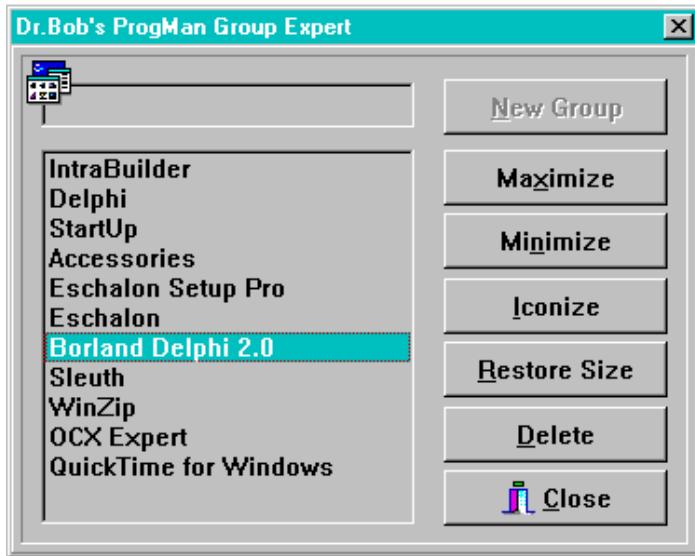 Dr.Bob's ProgMan Group Expert
New Group
IntraBuilder
Delphi
StartUp
Accessories
Eschalon Setup Pro
Eschalon
Borland Delphi 2.0
Sleuth
WinZip
OCX Expert
QuickTime for Windows
Maximize
Minimize
Iconize
Restore Size
Delete
Close